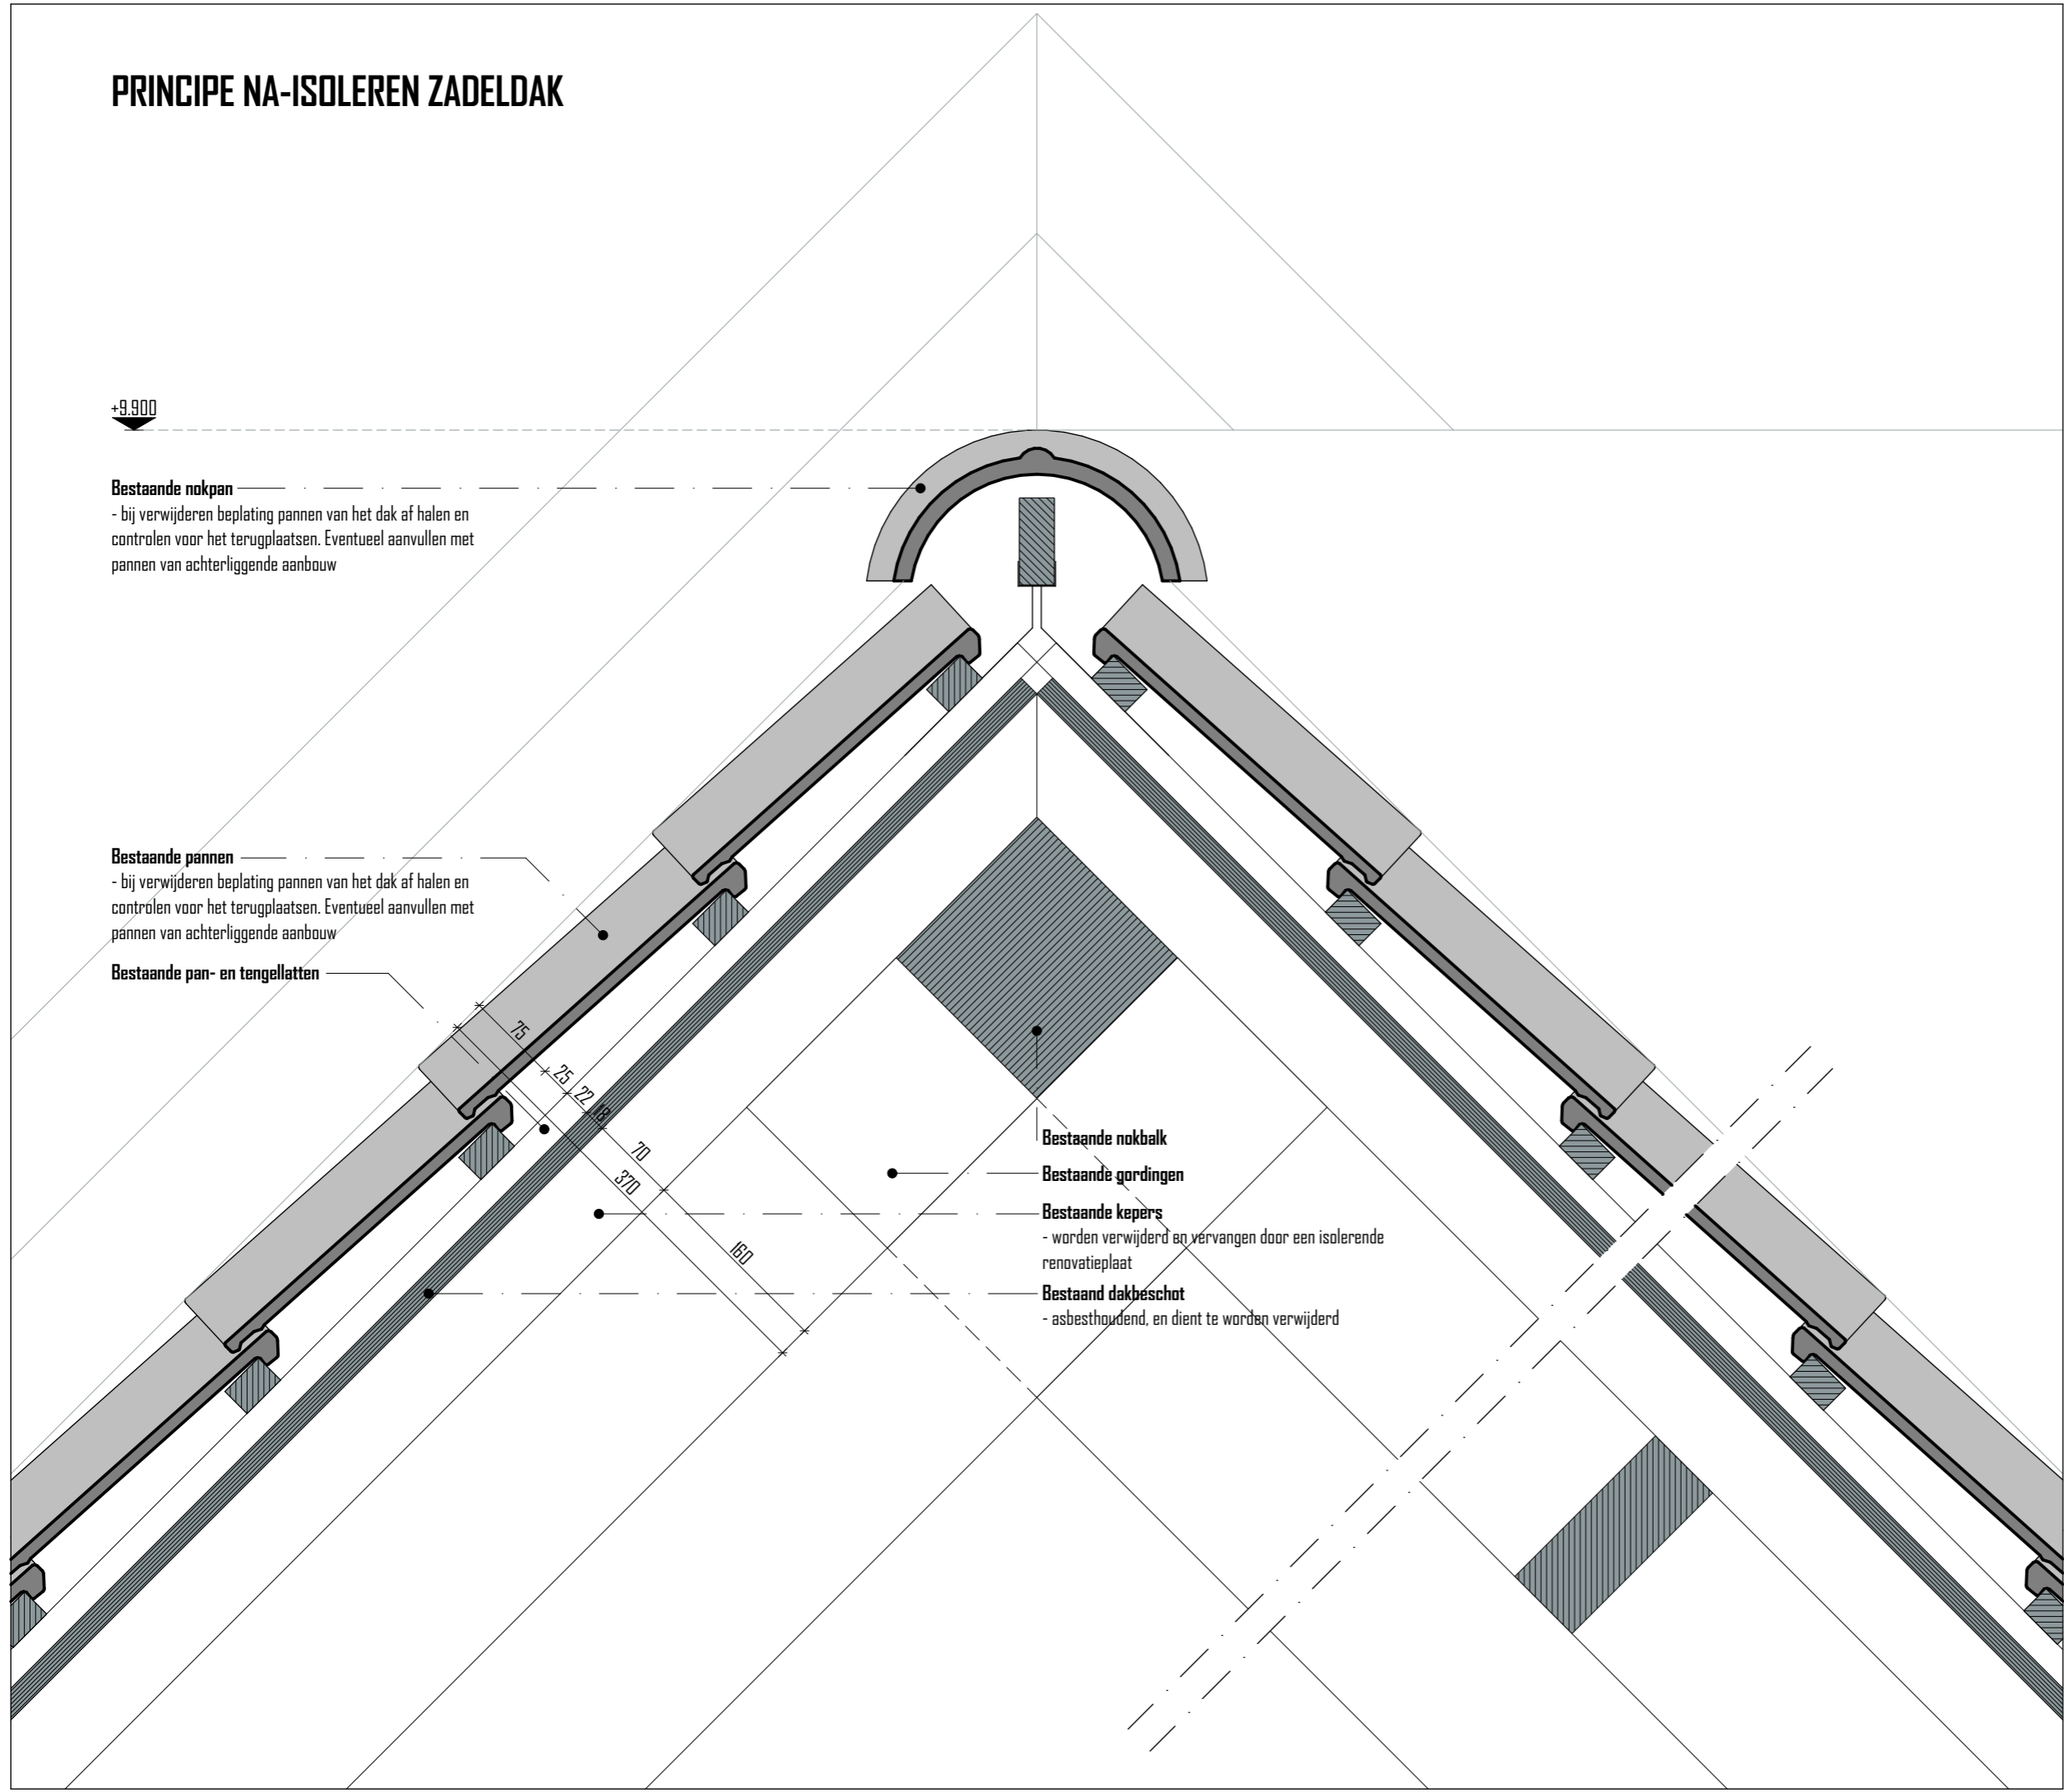 PRINCIPE NA-ISOLEREN ZADELDAK
+9.900
Bestaande nokpan
- bij verwijderen beplating pannen van het dak af halen en
controlen voor het terugplaatsen. Eventueel aanvullen met
pannen van achterliggende aanbouw
Bestaande pannen
- bij verwijderen beplating pannen van het dak af halen en
controlen voor het terugplaatsen. Eventueel aanvullen met
pannen van achterliggende aanbouw
Bestaande pan- en tengellatten
75
25
22
18
70
370
160
Bestaande nokbalk
Bestaande gordingen
Bestaande kepers
- worden verwijderd en vervangen door een isolerende
renovatieplaat
Bestaand dakbeschot
- asbesthoudend, en dient te worden verwijderd